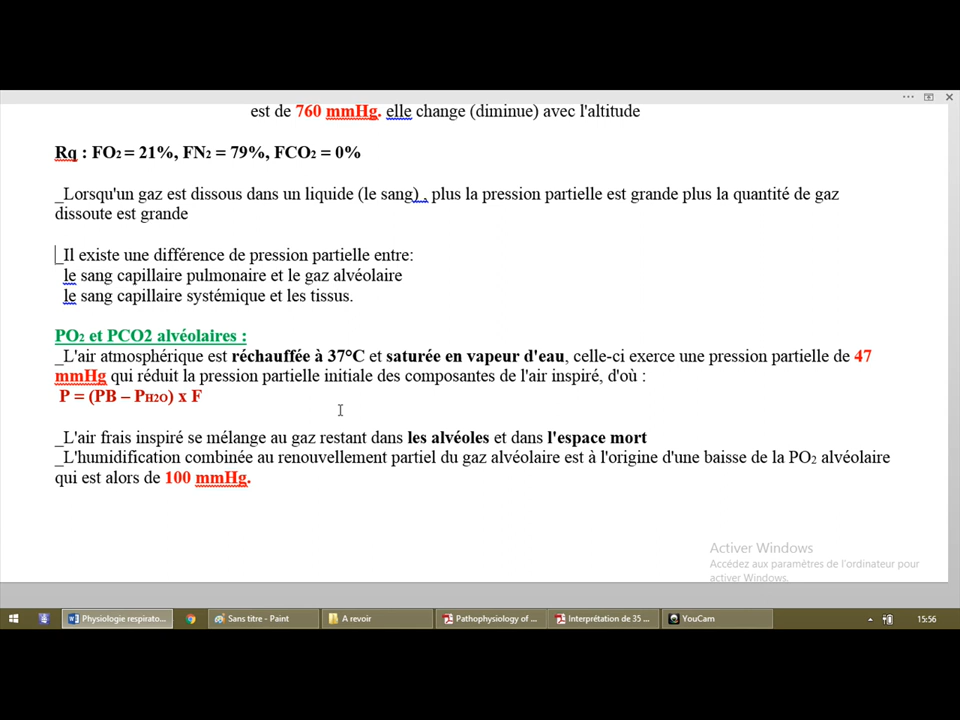 est de 760 mmHg. elle change (diminue) avec l'altitude
Rq : FO2 = 21%, FN2 = 79%, FCO2 = 0%
_Lorsqu'un gaz est dissous dans un liquide (le sang) , plus la pression partielle est grande plus la quantité de gaz
dissoute est grande
_Il existe une différence de pression partielle entre:
le sang capillaire pulmonaire et le gaz alvéolaire
le sang capillaire systémique et les tissus.
PO2 et PCO2 alvéolaires :
_L'air atmosphérique est réchauffée à 37°C et saturée en vapeur d'eau, celle-ci exerce une pression partielle de 47
mmHg qui réduit la pression partielle initiale des composantes de l'air inspiré, d'où :
P = (PB – PH2O) x F
_L'air frais inspiré se mélange au gaz restant dans les alvéoles et dans l'espace mort
_L'humidification combinée au renouvellement partiel du gaz alvéolaire est à l'origine d'une baisse de la PO2 alvéolaire
qui est alors de 100 mmHg.
Activer Windows
Accédez aux paramètres de l'ordinateur pour
activer Windows.
Physiologie respirato... Sans titre - Paint A revoir Pathophysiology of ... Interprétation de 35 ... YouCam 15:56